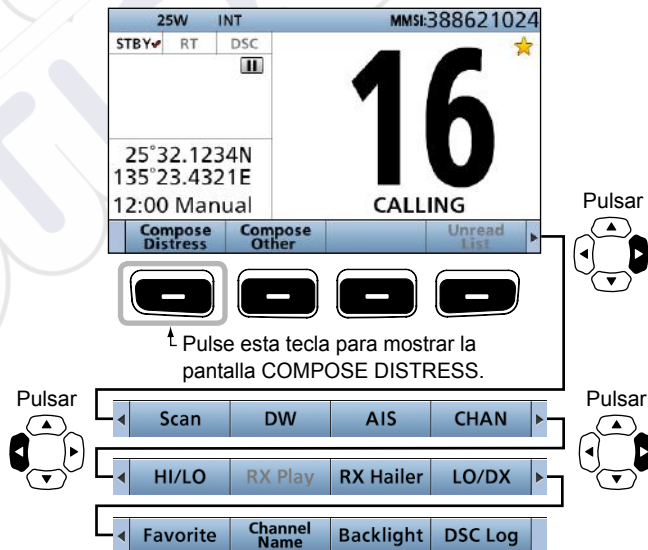 25W INT MMSI:388621024
STBY RT DSC
16
25°32.1234N
135°23.4321E
12:00 Manual CALLING
Compose Distress Compose Other Unread List
Pulsar
Pulse esta tecla para mostrar la
pantalla COMPOSE DISTRESS.
Pulsar Pulsar
Scan DW AIS CHAN
HI/LO RX Play RX Hailer LO/DX
Favorite Channel Name Backlight DSC Log